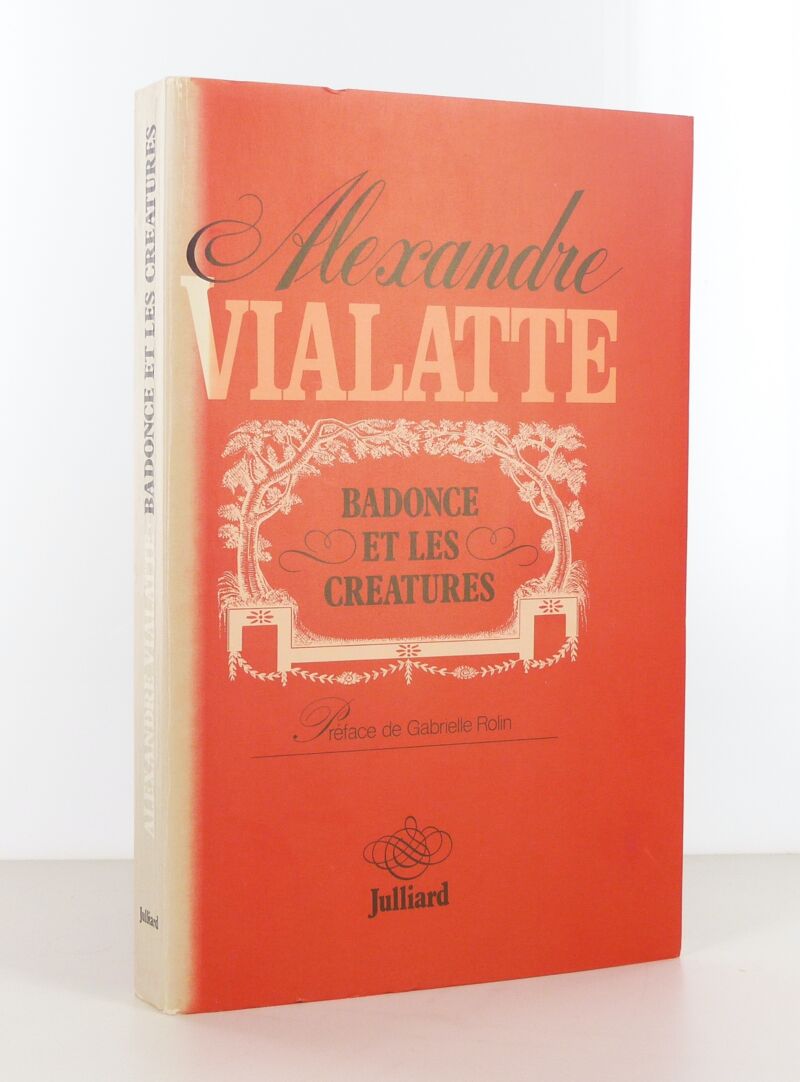 Alexandre
VIALATTE
BADONCE
ET LES
CREATURES
Préface de Gabrielle Rolin
Julliard
ALEXANDRE VIALATTE BADONCE ET LES CREATURES
Julliard